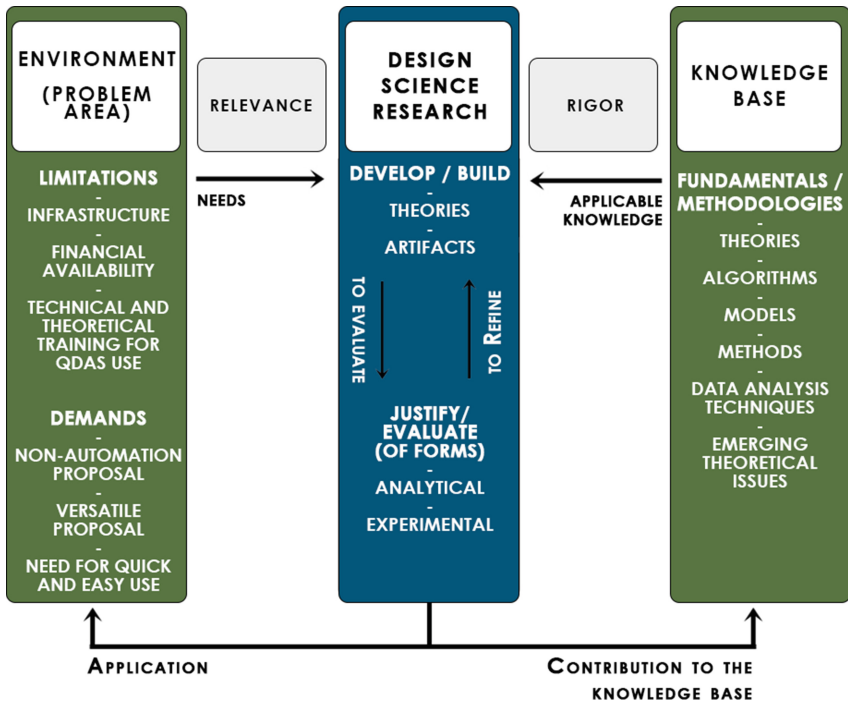 ENVIRONMENT
(PROBLEM
AREA)
LIMITATIONS
-
INFRASTRUCTURE
-
FINANCIAL
AVAILABILITY
-
TECHNICAL AND
THEORETICAL
TRAINING FOR
QDAS USE
DEMANDS
-
NON-AUTOMATION
PROPOSAL
-
VERSATILE
PROPOSAL
-
NEED FOR QUICK
AND EASY USE
RELEVANCE
NEEDS
DESIGN
SCIENCE
RESEARCH
DEVELOP / BUILD
-
THEORIES
-
ARTIFACTS
TO EVALUATE
TO REFINE
JUSTIFY/
EVALUATE
(OF FORMS)
-
ANALYTICAL
-
EXPERIMENTAL
RIGOR
APPLICABLE
KNOWLEDGE
KNOWLEDGE
BASE
FUNDAMENTALS /
METHODOLOGIES
-
THEORIES
-
ALGORITHMS
-
MODELS
-
METHODS
-
DATA ANALYSIS
TECHNIQUES
-
EMERGING
THEORETICAL
ISSUES
APPLICATION
CONTRIBUTION TO THE
KNOWLEDGE BASE